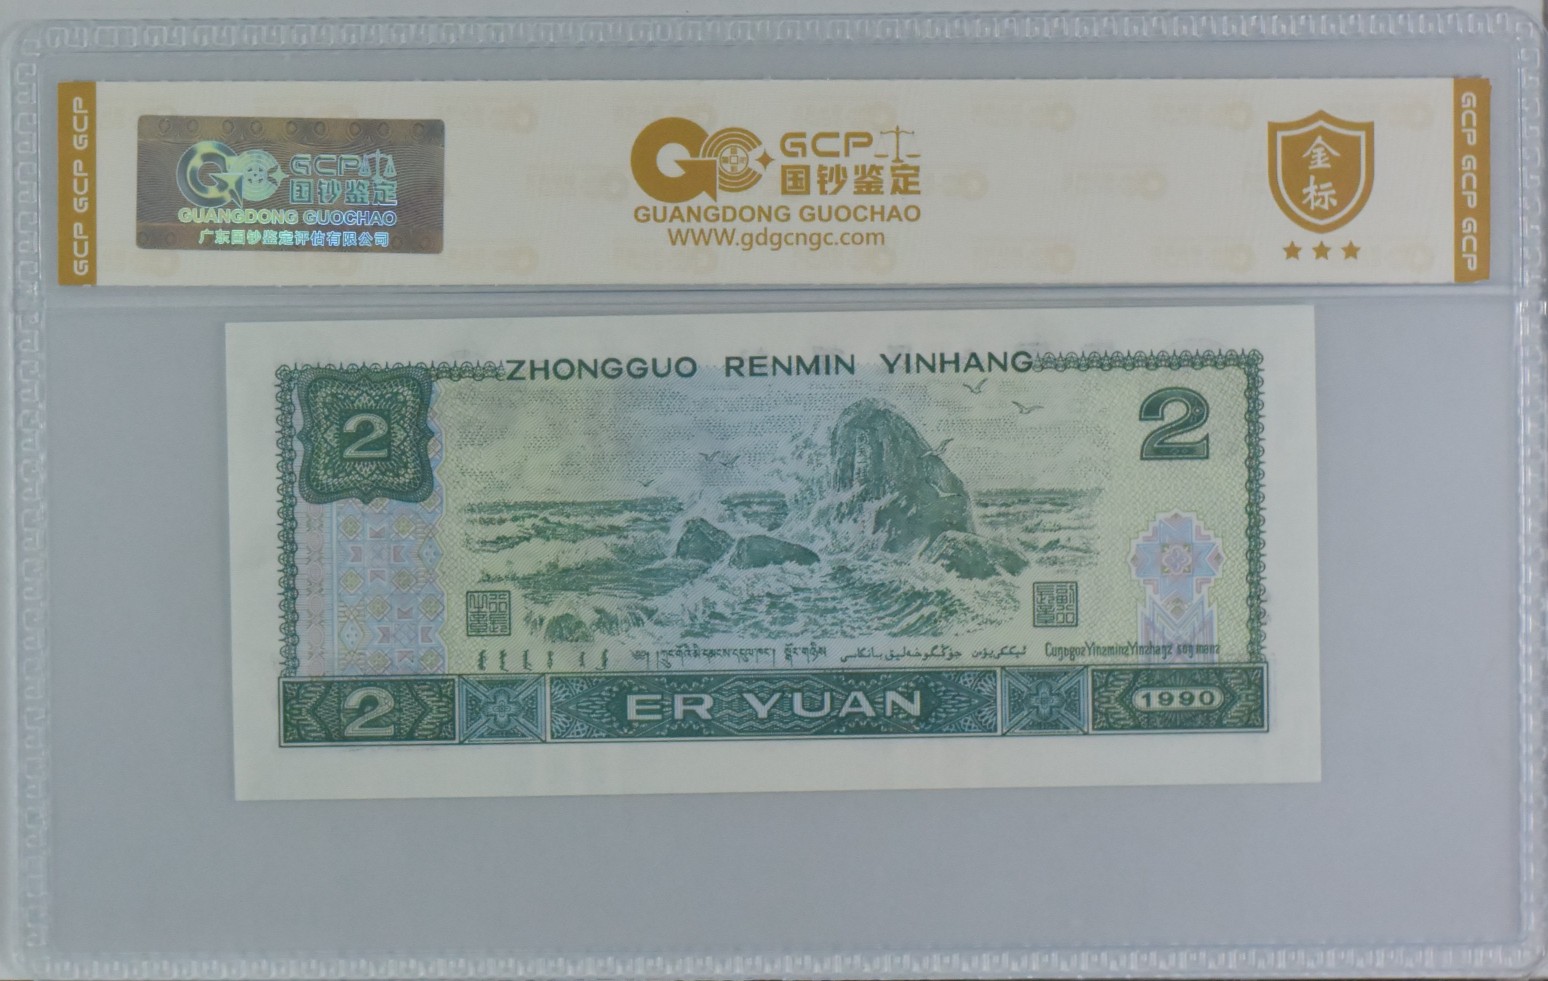 GCP GCP GCP
GCP
国钞鉴定
GUANGDONG GUOCHAO
广东国钞鉴定评估有限公司
GCP
国钞鉴定
GUANGDONG GUOCHAO
WWW.gdgcngc.com
金
标
GCP GCP GCP
ZHONGGUO RENMIN YINHANG
2
2
CuŋƨguƨYinƨminƨYinƨhaŋƨ
2
ER YUAN
1990